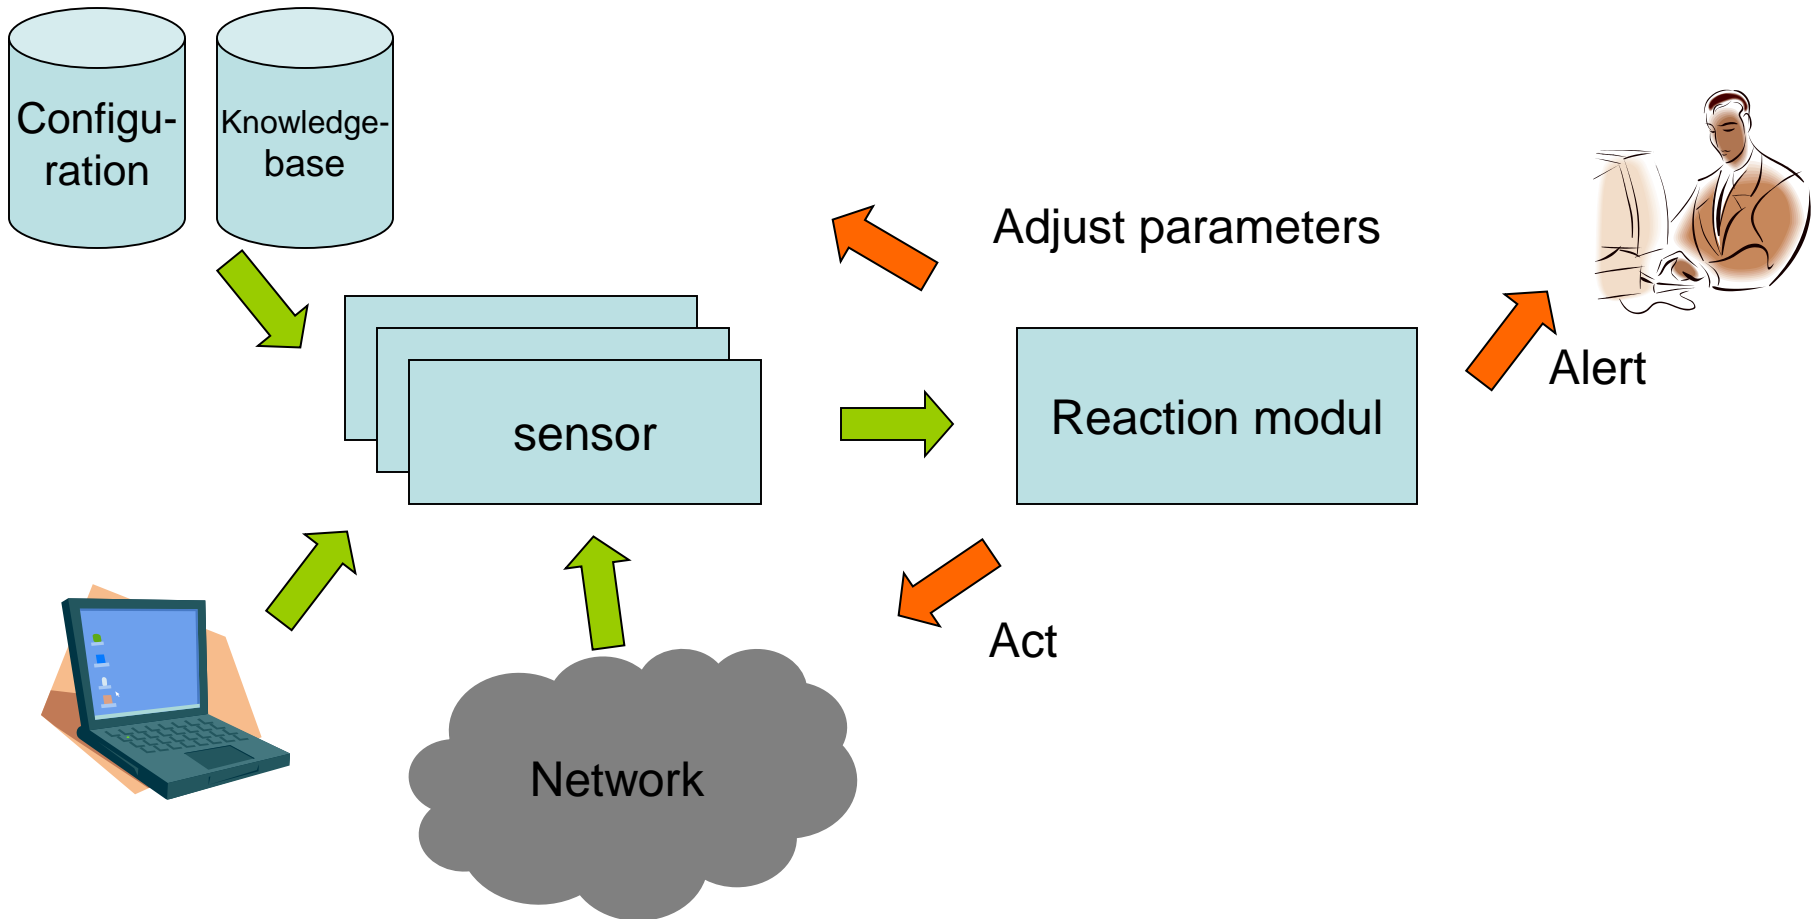 Configu-
ration
Knowledge-
base
Adjust parameters
Alert
sensor
Reaction modul
Act
Network